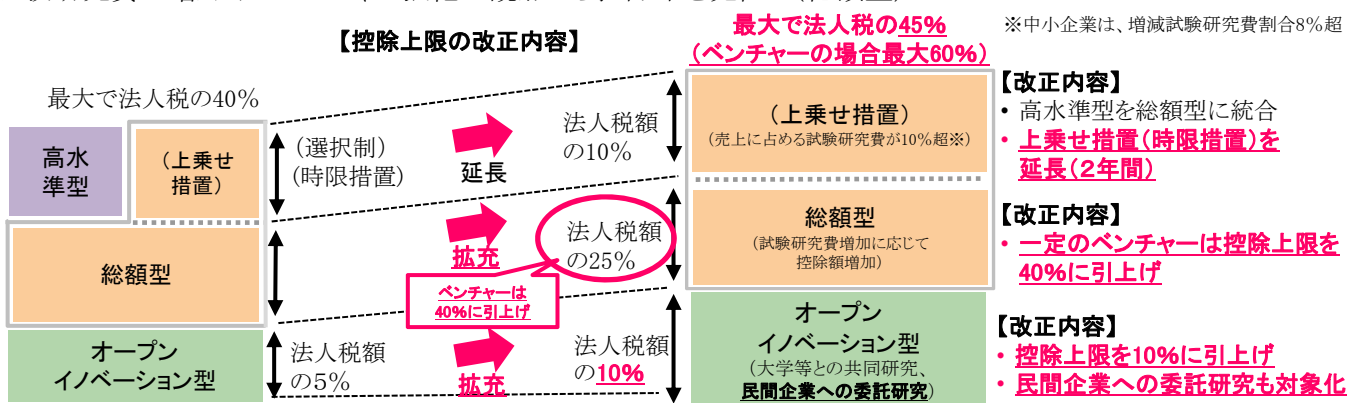 【控除上限の改正内容】
最大で法人税の45%
(ベンチャーの場合最大60%)
※中小企業は、増減試験研究費割合8%超
最大で法人税の40%
高水
準型
(上乗せ
措置)
(選択制)
(時限措置)
延長
法人税額
の10%
(上乗せ措置)
(売上に占める試験研究費が10%超※)
【改正内容】
• 高水準型を総額型に統合
• 上乗せ措置(時限措置)を
延長(2年間)
総額型
拡充
ベンチャーは
40%に引上げ
法人税額
の25%
総額型
(試験研究費増加に応じて
控除額増加)
【改正内容】
• 一定のベンチャーは控除上限を
40%に引上げ
オープン
イノベーション型
法人税額
の5%
拡充
法人税額
の10%
オープン
イノベーション型
(大学等との共同研究、
民間企業への委託研究)
【改正内容】
• 控除上限を10%に引上げ
• 民間企業への委託研究も対象化